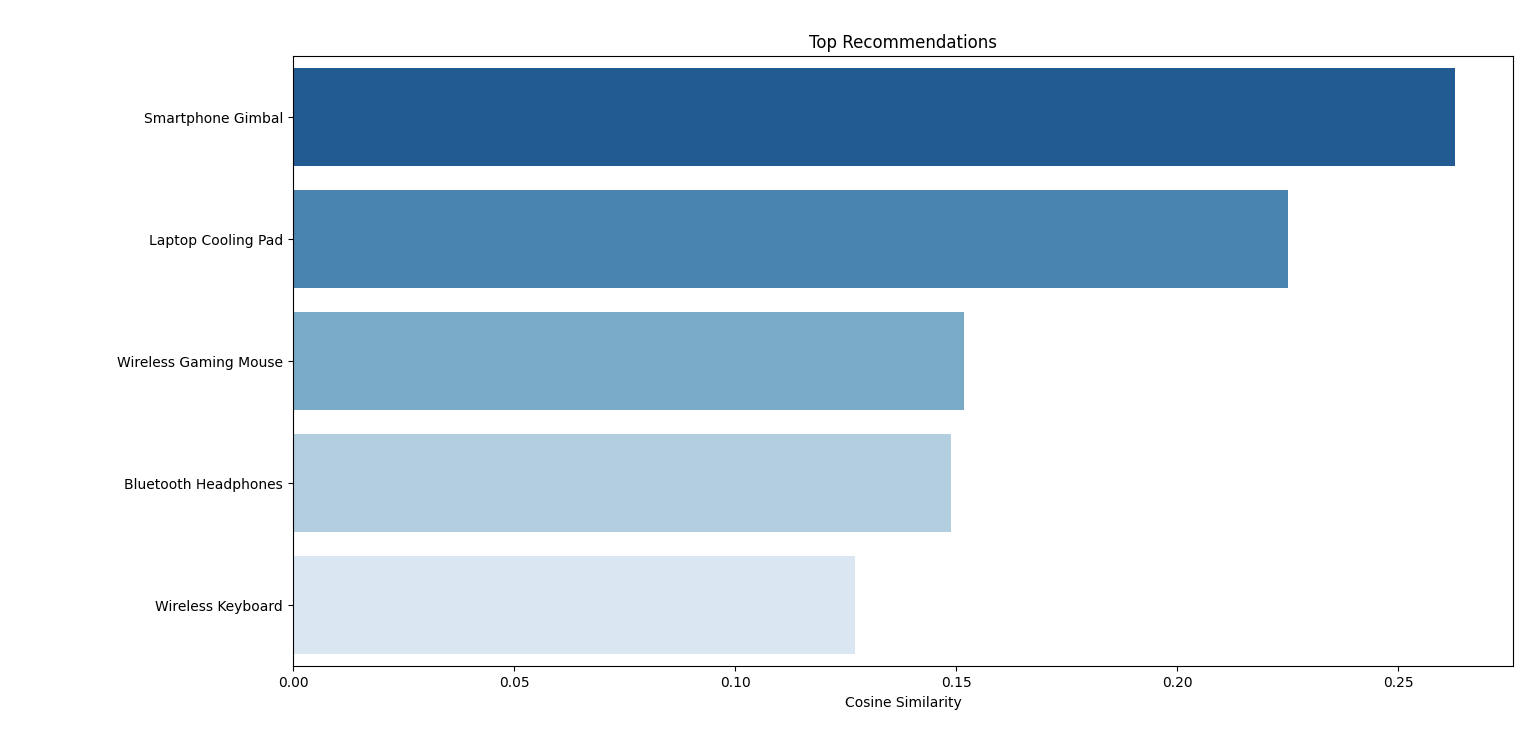 Top Recommendations
Smartphone Gimbal
Laptop Cooling Pad
Wireless Gaming Mouse
Bluetooth Headphones
Wireless Keyboard
0.00 0.05 0.10 0.15 0.20 0.25
Cosine Similarity